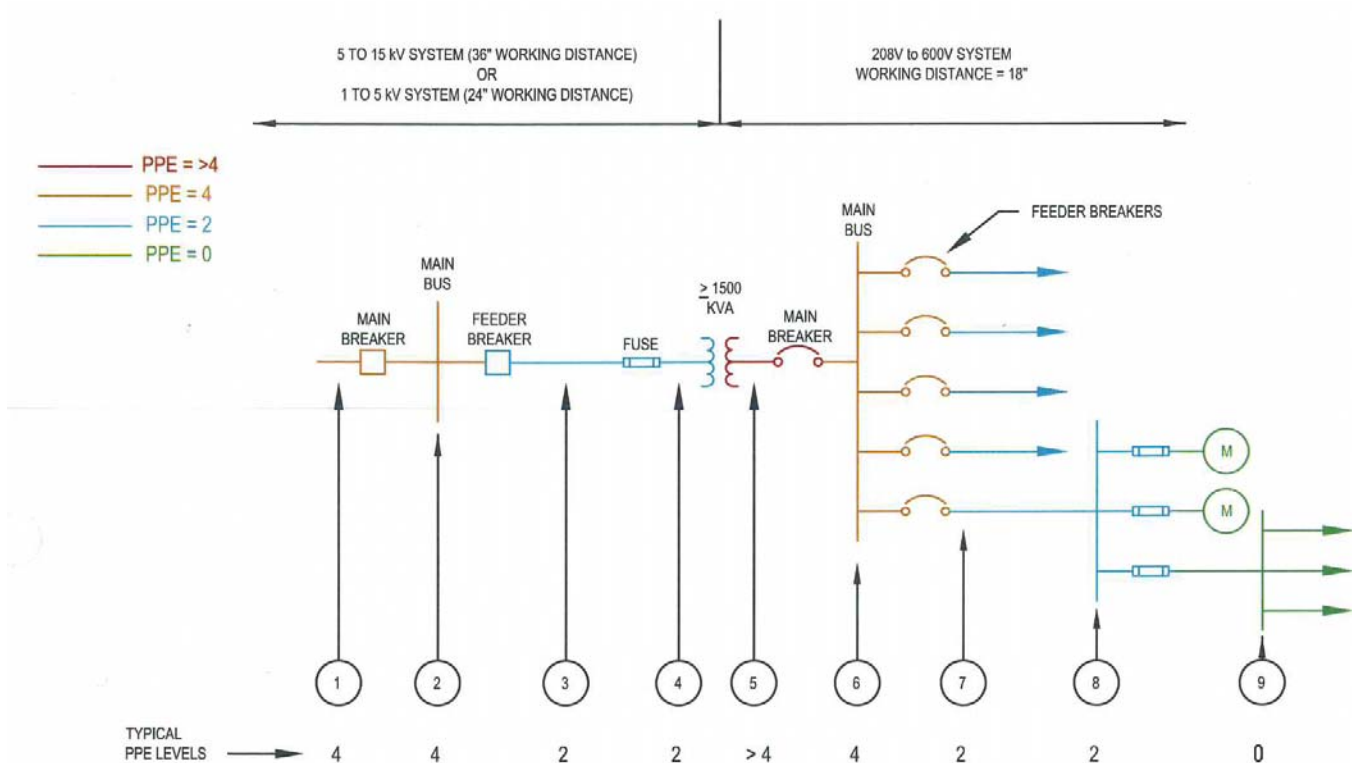 5 TO 15 kV SYSTEM (36" WORKING DISTANCE)
OR
1 TO 5 kV SYSTEM (24" WORKING DISTANCE)
208V to 600V SYSTEM
WORKING DISTANCE = 18"
PPE = >4
PPE = 4
PPE = 2
PPE = 0
MAIN
BUS
FEEDER BREAKERS
MAIN
BUS
≥ 1500
KVA
MAIN
BREAKER
FEEDER
BREAKER
FUSE
MAIN
BREAKER
M
M
1 2 3 4 5 6 7 8 9
TYPICAL
PPE LEVELS
4 4 2 2 > 4 4 2 2 0